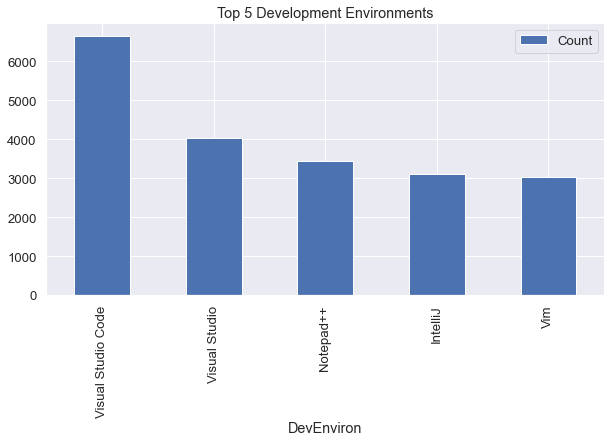 Top 5 Development Environments
Count
6000
5000
4000
3000
2000
1000
0
Visual Studio Code
Visual Studio
Notepad++
IntelliJ
Vim
DevEnviron